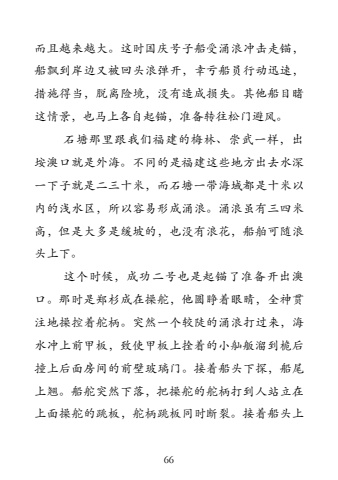 而且越来越大。这时国庆号子船受涌浪冲击走锚，
船飘到岸边又被回头浪弹开，幸亏船员行动迅速，
措施得当，脱离险境，没有造成损失。其他船目睹
这情景，也马上各自起锚，准备转往松门避风。
石塘那里跟我们福建的梅林、崇武一样，出
垵澳口就是外海。不同的是福建这些地方出去水深
一下子就是二三十米，而石塘一带海域都是十米以
内的浅水区，所以容易形成涌浪。涌浪虽有三四米
高，但是大多是缓坡的，也没有浪花，船舶可随浪
头上下。
这个时候，成功二号也是起锚了准备开出澳
口。那时是郑杉成在操舵，他圆睁着眼睛，全神贯
注地操控着舵柄。突然一个较陡的涌浪打过来，海
水冲上前甲板，致使甲板上拴着的小舢舨溜到桅后
撞上后面房间的前壁玻璃门。接着船头下探，船尾
上翘。船舵突然下落，把操舵的舵柄打到人站立在
上面操舵的跳板，舵柄跳板同时断裂。接着船头上
66